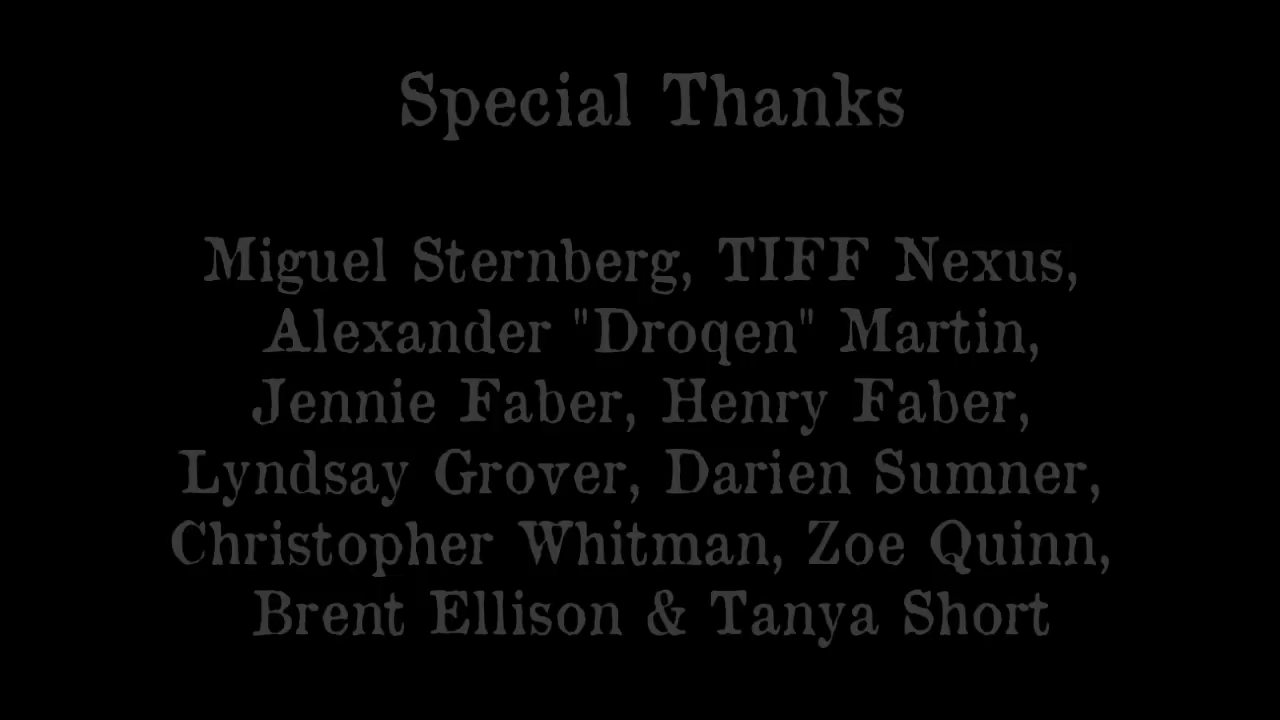 Special Thanks
Miguel Sternberg, TIFF Nexus,
Alexander "Droqen" Martin,
Jennie Faber, Henry Faber,
Lyndsay Grover, Darien Sumner,
Christopher Whitman, Zoe Quinn,
Brent Ellison & Tanya Short